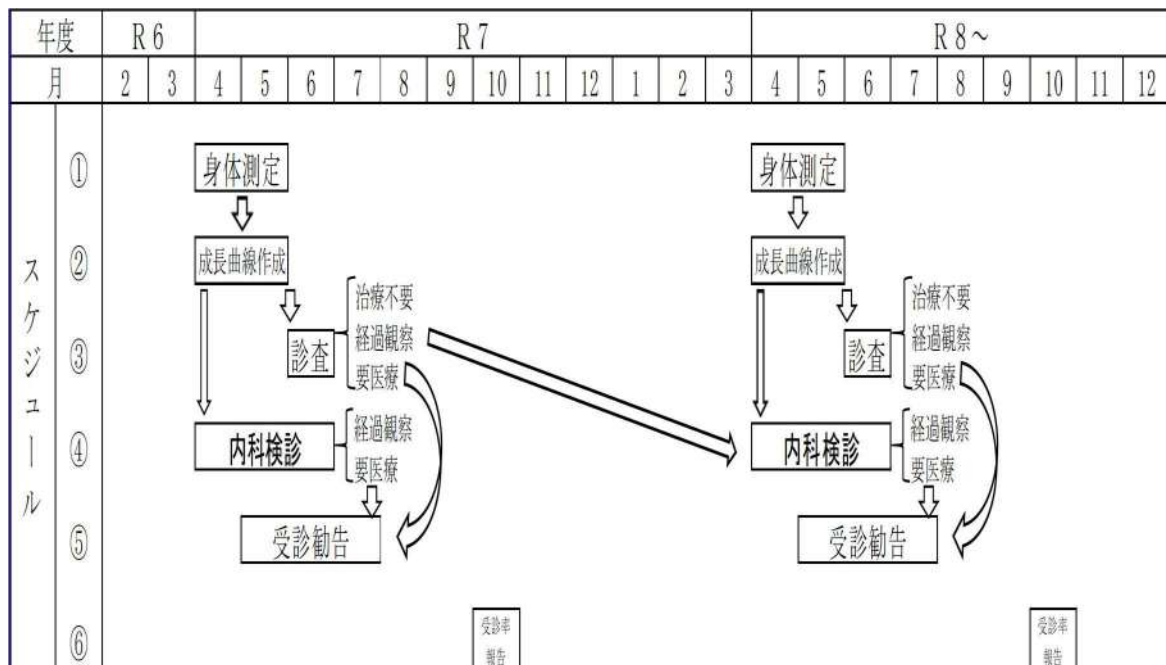 年度 R6 R7 R8~
月 2 3 4 5 6 7 8 9 10 11 12 1 2 3 4 5 6 7 8 9 10 11 12
スケジュール
① 身体測定 身体測定
② 成長曲線作成 成長曲線作成
治療不要 治療不要
③ 診査 経過観察 診査 経過観察
要医療 要医療
④ 内科検診 経過観察 内科検診 経過観察
要医療 要医療
⑤ 受診勧告 受診勧告
⑥ 受診率 受診率
報告 報告